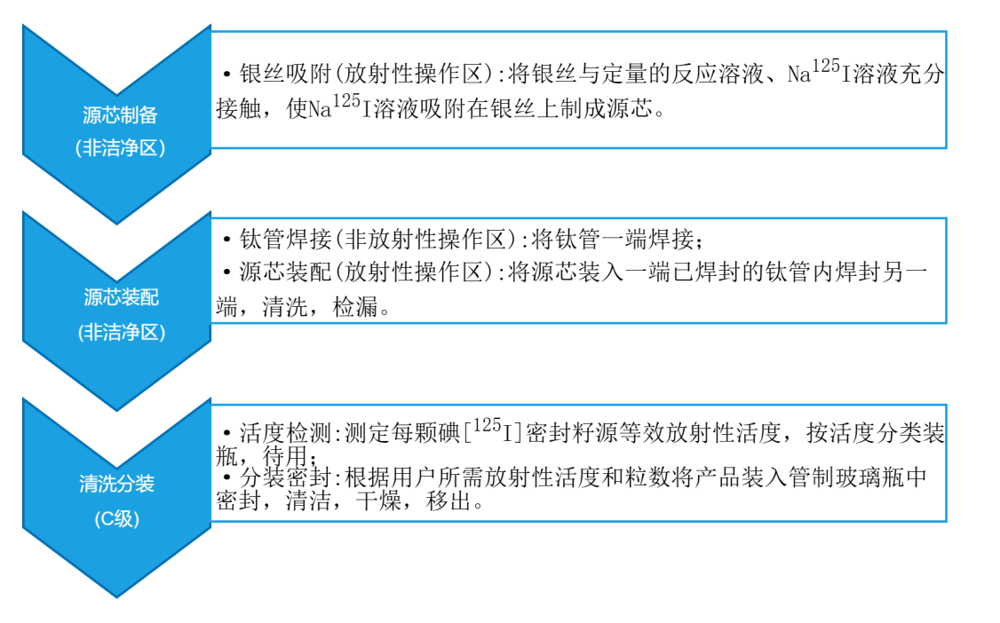 源芯制备
(非洁净区)
•银丝吸附(放射性操作区):将银丝与定量的反应溶液、Na¹²⁵I溶液充分
接触，使Na¹²⁵I溶液吸附在银丝上制成源芯。
源芯装配
(非洁净区)
•钛管焊接(非放射性操作区):将钛管一端焊接;
•源芯装配(放射性操作区):将源芯装入一端已焊封的钛管内焊封另一
端，清洗，检漏。
清洗分装
(C级)
•活度检测:测定每颗碘[¹²⁵I]密封籽源等效放射性活度，按活度分类装
瓶，待用;
•分装密封:根据用户所需放射性活度和粒数将产品装入管制玻璃瓶中
密封，清洁，干燥，移出。